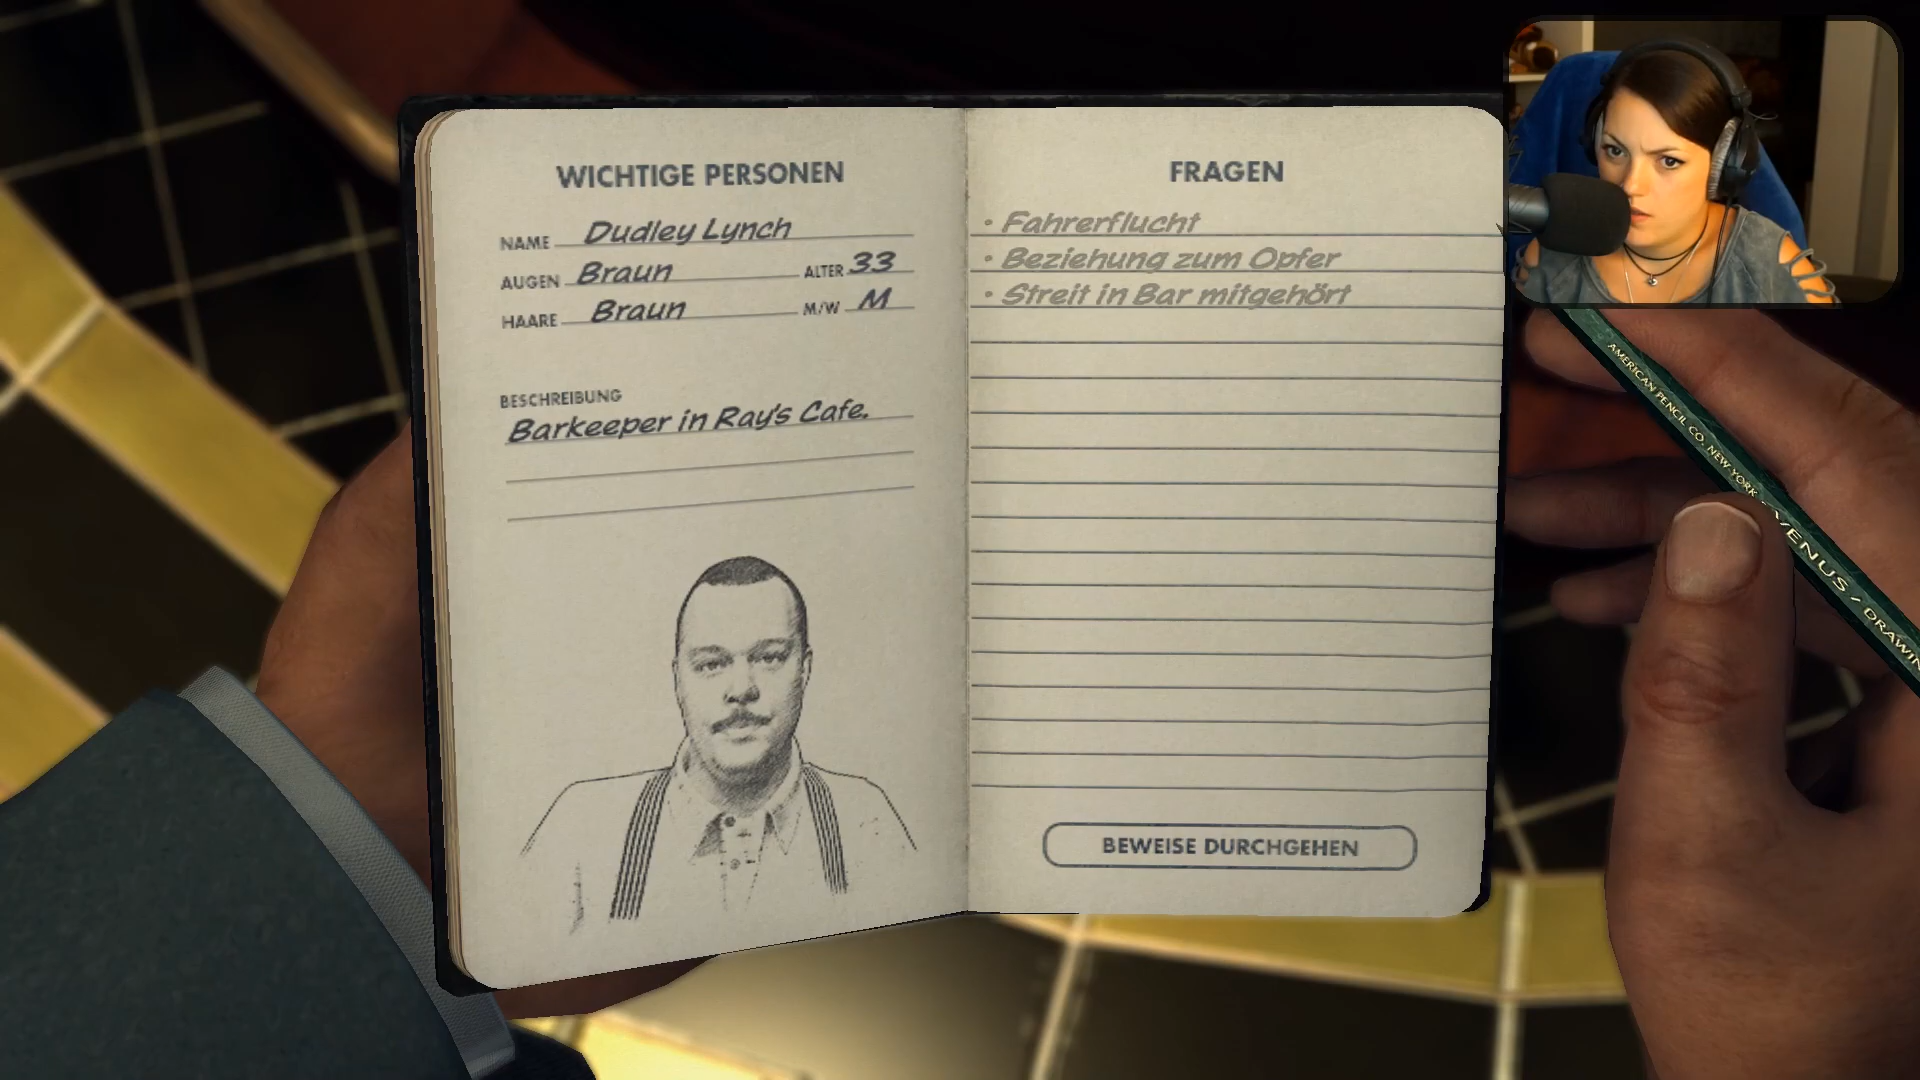 WICHTIGE PERSONEN
NAME Dudley Lynch
AUGEN Braun ALTER 33
HAARE Braun M/W M
BESCHREIBUNG
Barkeeper in Ray's Cafe.
FRAGEN
• Fahrerflucht
• Beziehung zum Opfer
• Streit in Bar mitgehört
BEWEISE DURCHGEHEN
AMERICAN PENCIL CO. NEW YORK VENUS / DRAWIN